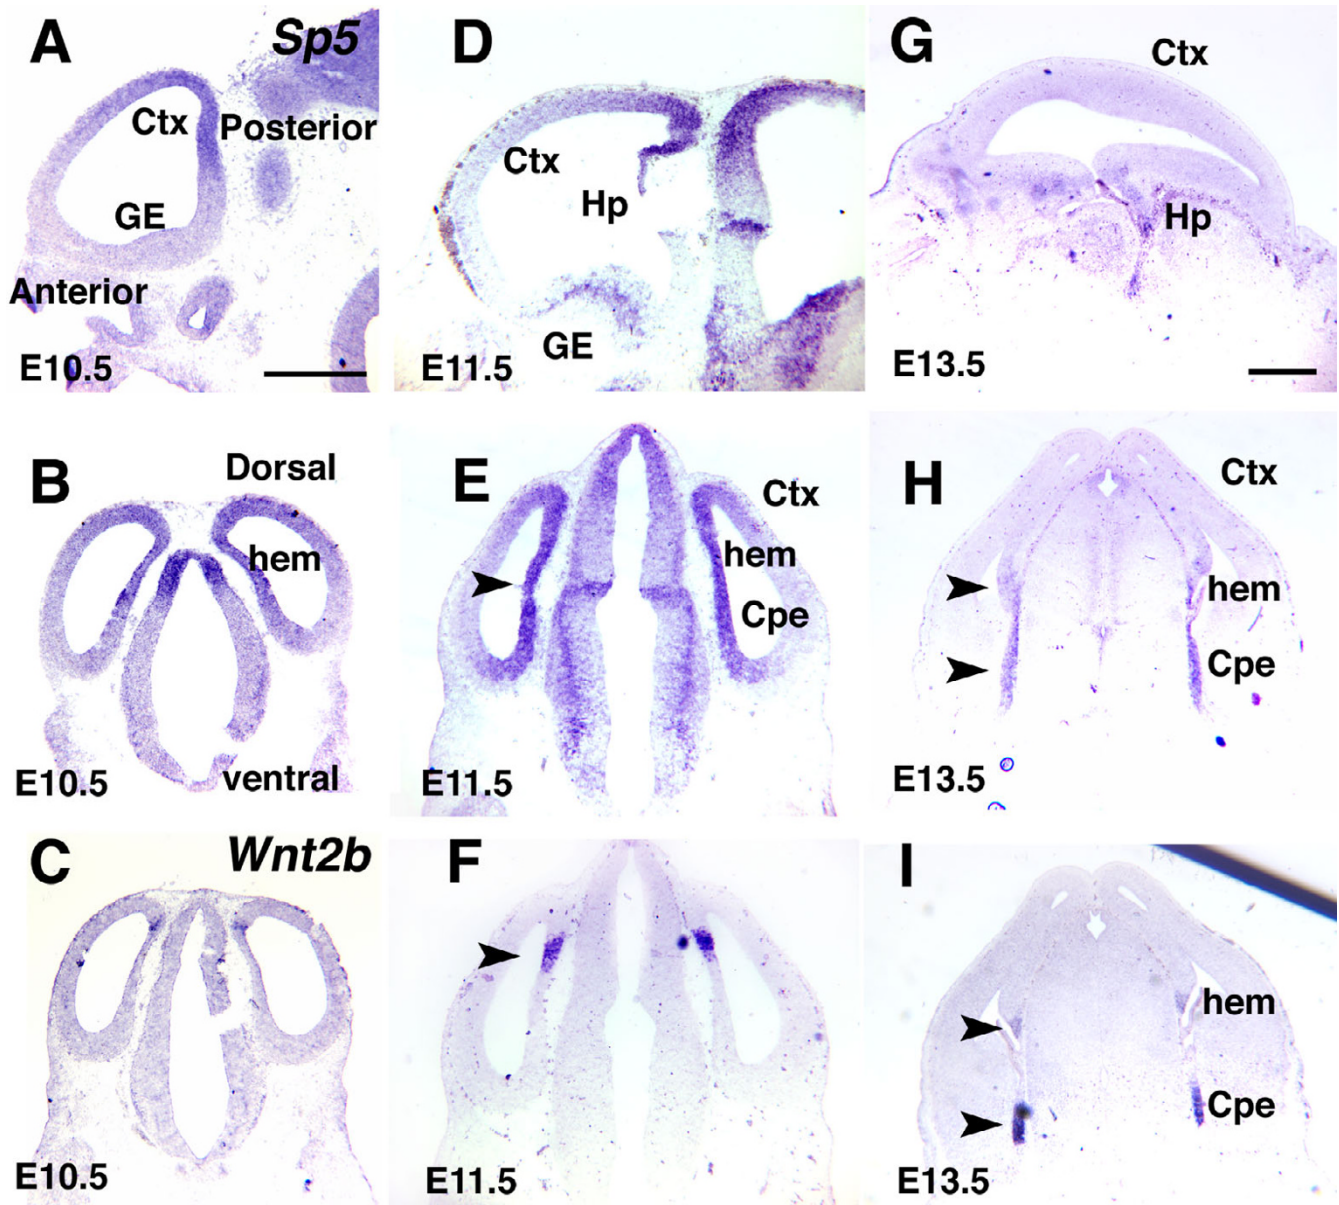 A Sp5
Ctx Posterior
GE
Anterior
E10.5
D
Ctx
Hp
GE
E11.5
G
Ctx
Hp
E13.5
B
Dorsal
hem
ventral
E10.5
E
Ctx
hem
Cpe
E11.5
H
Ctx
hem
Cpe
E13.5
C Wnt2b
E10.5
F
E11.5
I
hem
Cpe
E13.5